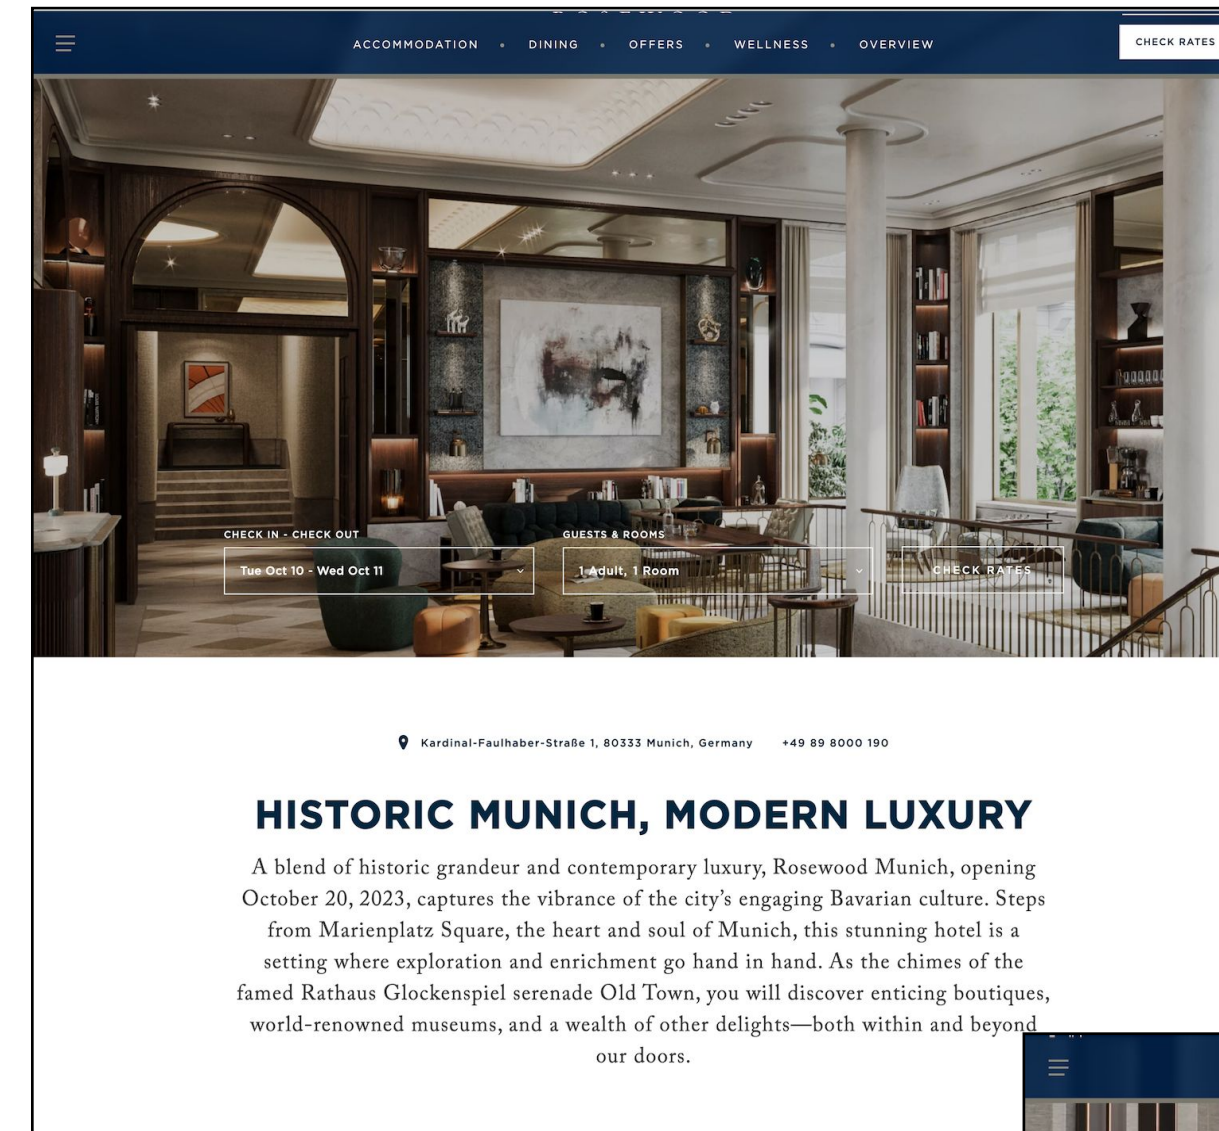 ROSEWOOD
ACCOMMODATION • DINING • OFFERS • WELLNESS • OVERVIEW
CHECK RATES
CHECK IN - CHECK OUT
GUESTS & ROOMS
Tue Oct 10 - Wed Oct 11
1 Adult, 1 Room
CHECK RATES
Kardinal-Faulhaber-Straße 1, 80333 Munich, Germany +49 89 8000 190
HISTORIC MUNICH, MODERN LUXURY
A blend of historic grandeur and contemporary luxury, Rosewood Munich, opening
October 20, 2023, captures the vibrance of the city’s engaging Bavarian culture. Steps
from Marienplatz Square, the heart and soul of Munich, this stunning hotel is a
setting where exploration and enrichment go hand in hand. As the chimes of the
famed Rathaus Glockenspiel serenade Old Town, you will discover enticing boutiques,
world-renowned museums, and a wealth of other delights—both within and beyond
our doors.